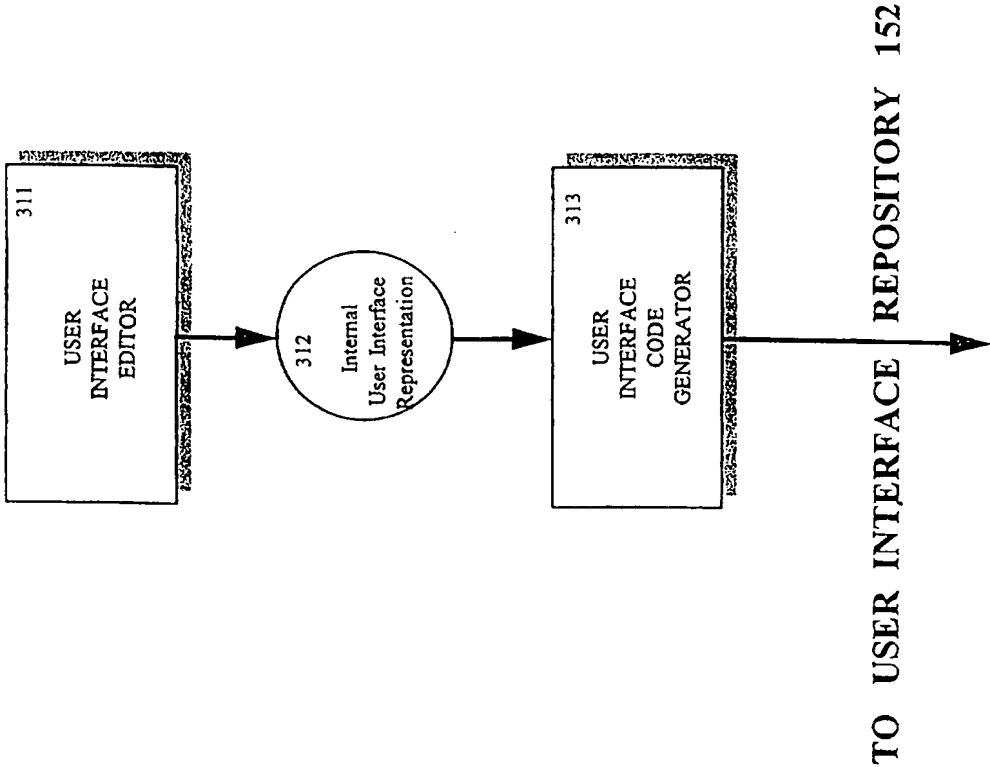 311
USER
INTERFACE
EDITOR
312
Internal
User Interface
Representation
313
USER
INTERFACE
CODE
GENERATOR
TO USER INTERFACE REPOSITORY 152